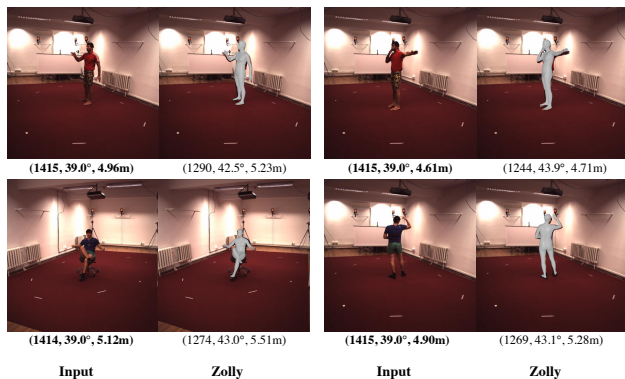 (1415, 39.0°, 4.96m) (1290, 42.5°, 5.23m) (1415, 39.0°, 4.61m) (1244, 43.9°, 4.71m)
(1414, 39.0°, 5.12m) (1274, 43.0°, 5.51m) (1415, 39.0°, 4.90m) (1269, 43.1°, 5.28m)
Input Zolly Input Zolly